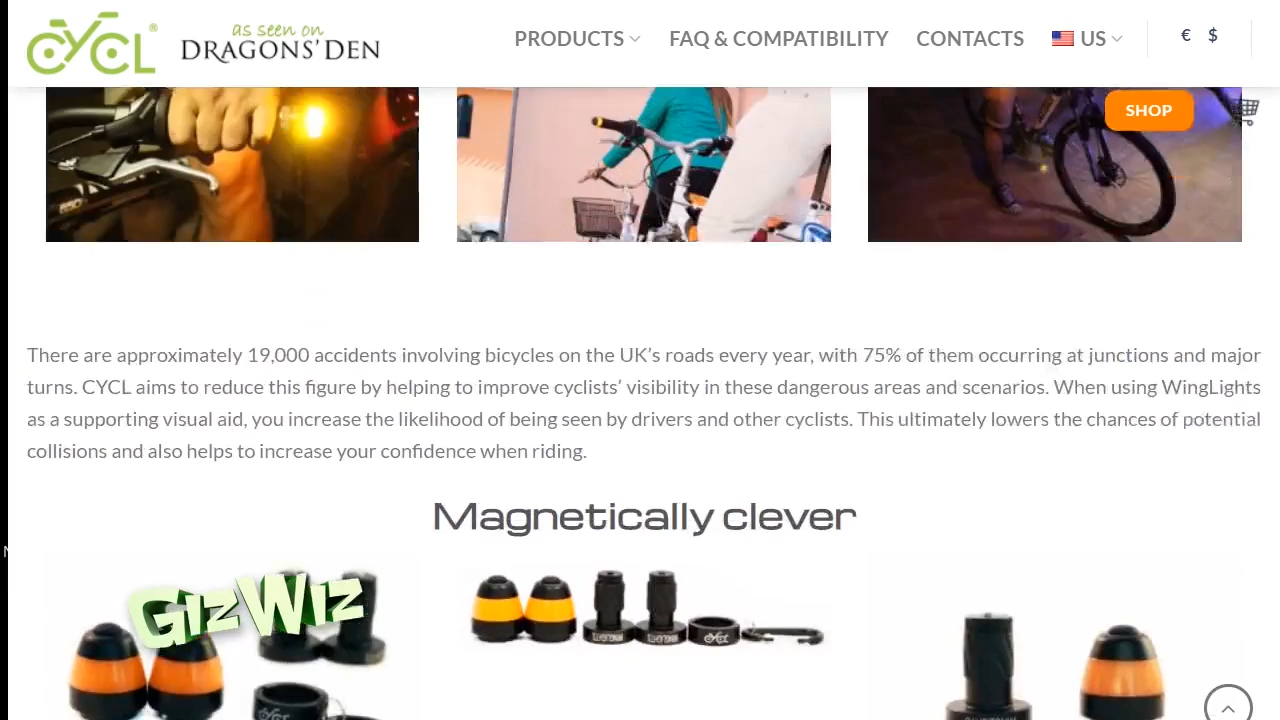 CYCL®
as seen on
DRAGONS' DEN
PRODUCTS
FAQ & COMPATIBILITY
CONTACTS
US
€ $
SHOP
There are approximately 19,000 accidents involving bicycles on the UK’s roads every year, with 75% of them occurring at junctions and major
turns. CYCL aims to reduce this figure by helping to improve cyclists’ visibility in these dangerous areas and scenarios. When using WingLights
as a supporting visual aid, you increase the likelihood of being seen by drivers and other cyclists. This ultimately lowers the chances of potential
collisions and also helps to increase your confidence when riding.
Magnetically clever
GizWiz
WINGLIGHTS
WINGLIGHTS
CYCL
CYCL